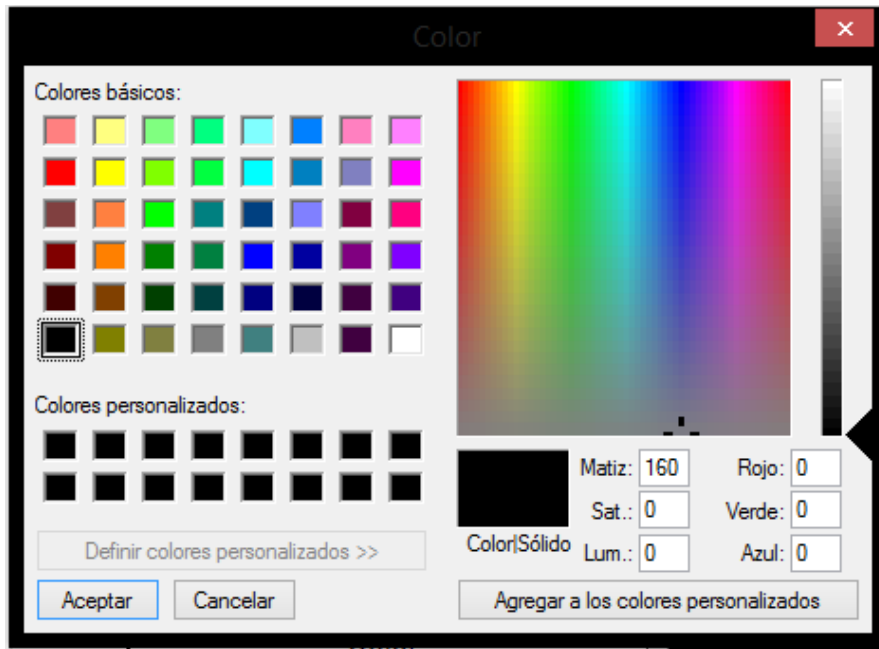 Color
Colores básicos:
Colores personalizados:
Definir colores personalizados >>
Aceptar
Cancelar
Color|Sólido
Matiz: 160
Sat.: 0
Lum.: 0
Rojo: 0
Verde: 0
Azul: 0
Agregar a los colores personalizados